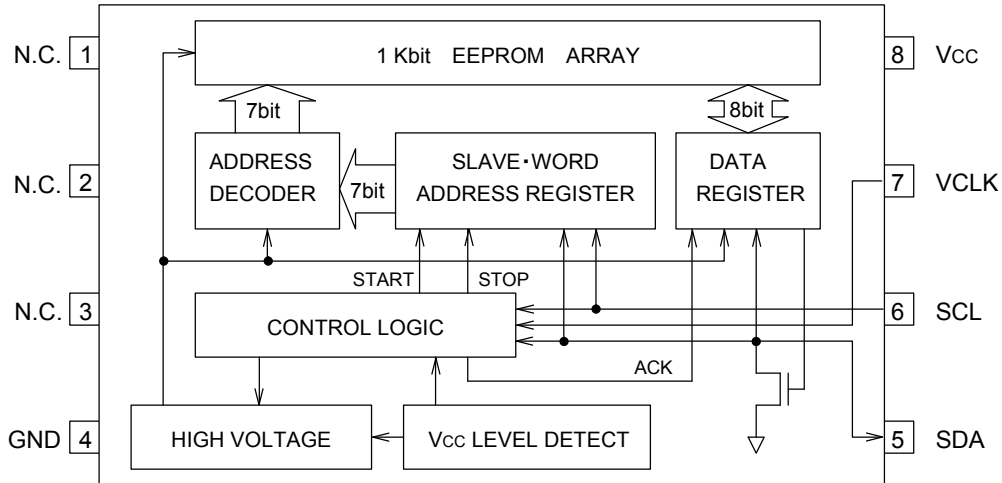 N.C. 1
1 Kbit EEPROM ARRAY
8 VCC
7bit
8bit
N.C. 2
ADDRESS
DECODER
7bit
SLAVE・WORD
ADDRESS REGISTER
DATA
REGISTER
7 VCLK
START
STOP
N.C. 3
CONTROL LOGIC
6 SCL
ACK
GND 4
HIGH VOLTAGE
VCC LEVEL DETECT
5 SDA